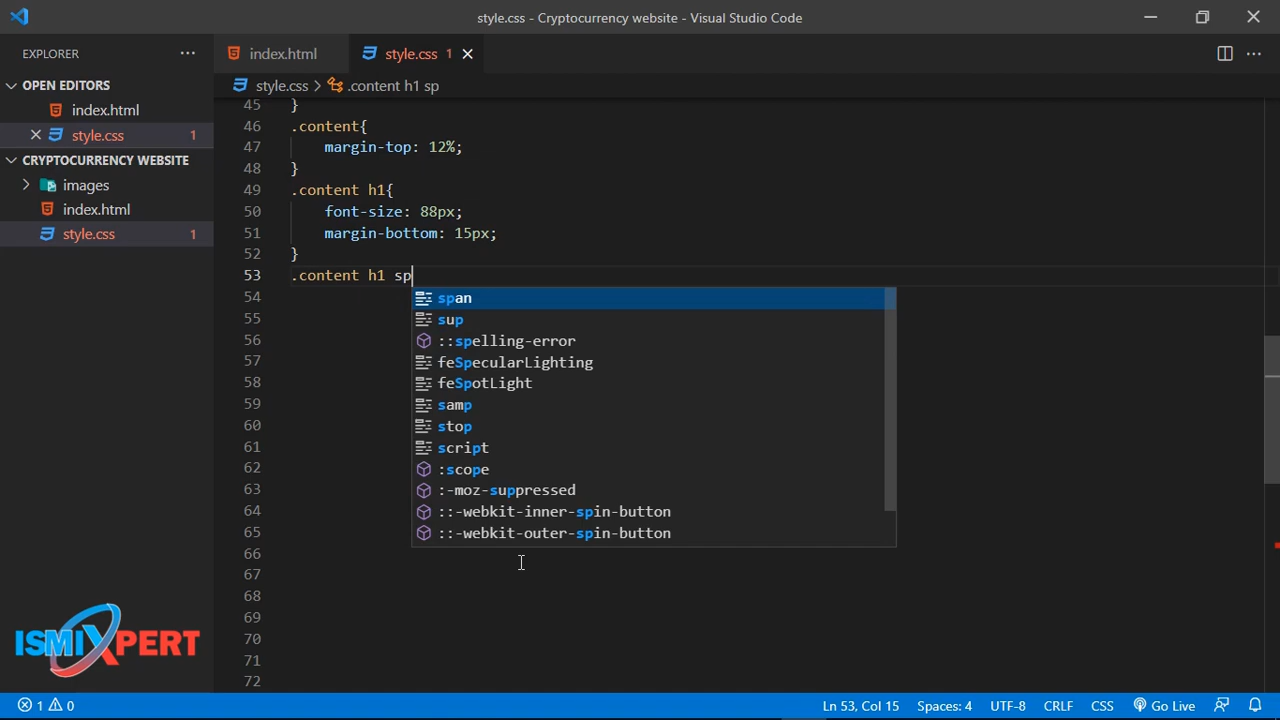 style.css - Cryptocurrency website - Visual Studio Code
EXPLORER
index.html
style.css 1
OPEN EDITORS
index.html
style.css 1
CRYPTOCURRENCY WEBSITE
images
index.html
style.css 1
style.css > .content h1 sp
45 }
46 .content{
47 margin-top: 12%;
48 }
49 .content h1{
50 font-size: 88px;
51 margin-bottom: 15px;
52 }
53 .content h1 sp
54
55
56
57
58
59
60
61
62
63
64
65
66
67
68
69
70
71
72
span
sup
::spelling-error
feSpecularLighting
feSpotLight
samp
stop
script
:scope
:-moz-suppressed
::-webkit-inner-spin-button
::-webkit-outer-spin-button
ISMIXPERT
1 0
Ln 53, Col 15 Spaces: 4 UTF-8 CRLF CSS Go Live